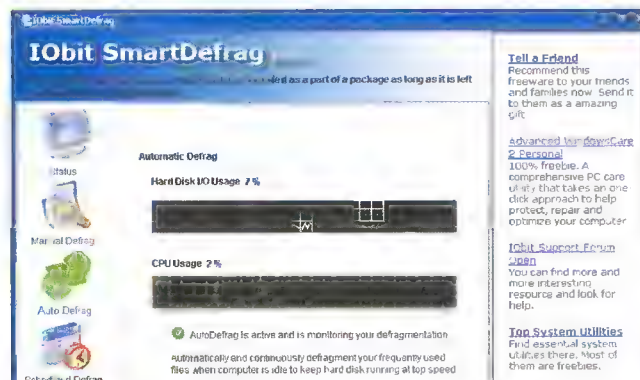 IObit SmartDefrag
IObit SmartDefrag
as a part of a package as long as it is left
Status
Manual Defrag
Auto Defrag
Scheduled Defrag
Automatic Defrag
Hard Disk I/O Usage 7 %
CPU Usage 2 %
AutoDefrag is active and is monitoring your defragmentation
Automatically and continuously defragment your frequently used
files when computer is idle to keep hard disk running at top speed
Tell a Friend
Recommend this
freeware to your friends
and families now. Send it
to them as a amazing
gift
Advanced WindowsCare
2 Personal
100% freebie. A
comprehensive PC care
utility that takes an one
click approach to help
protect, repair and
optimize your computer
IObit Support Forum
Open
You can find more and
more interesting
resource and look for
help.
Top System Utilities
Find essential system
utilities there. Most of
them are freebies.